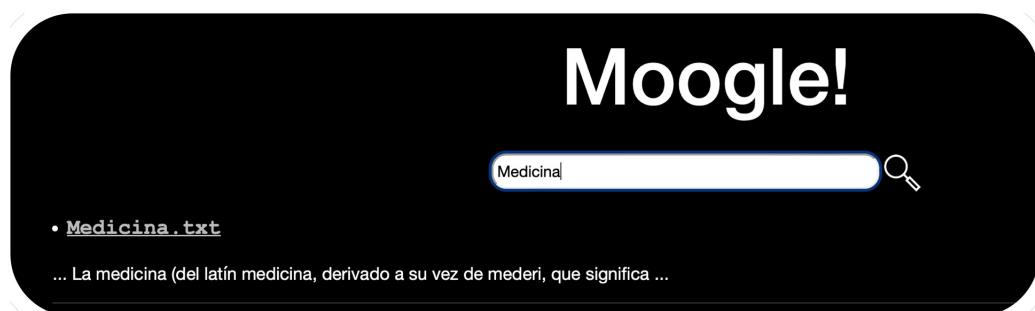 Moogle!
Medicina
• Medicina.txt
... La medicina (del latín medicina, derivado a su vez de mederi, que significa ...